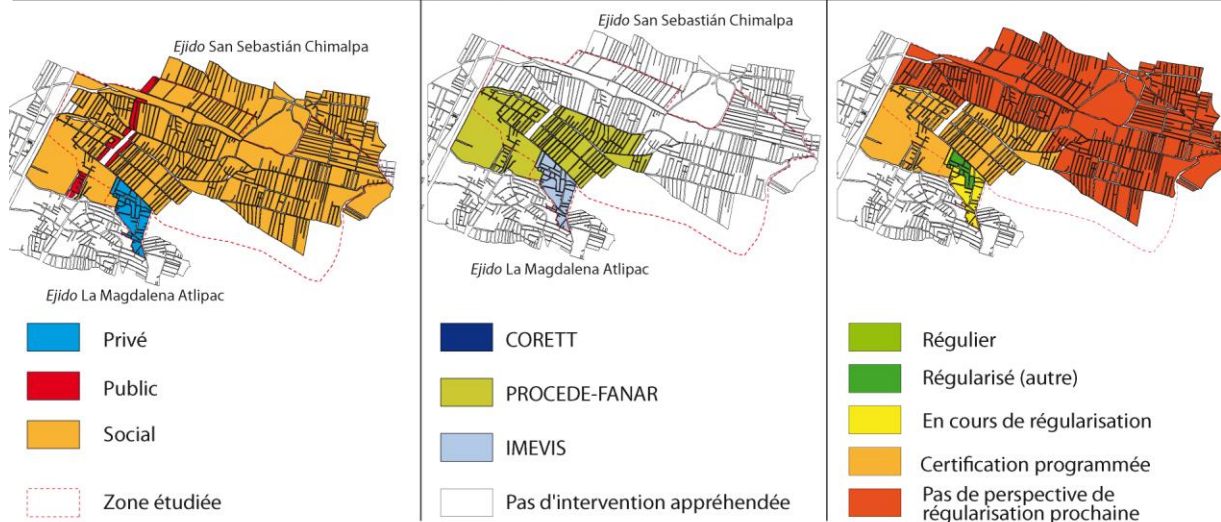 Ejido San Sebastián Chimalpa
Ejido La Magdalena Atlipac
Privé
Public
Social
Zone étudiée
Ejido San Sebastián Chimalpa
Ejido La Magdalena Atlipac
CORETT
PROCEDE-FANAR
IMEVIS
Pas d'intervention appréhendée
Régulier
Régularisé (autre)
En cours de régularisation
Certification programmée
Pas de perspective de
régularisation prochaine